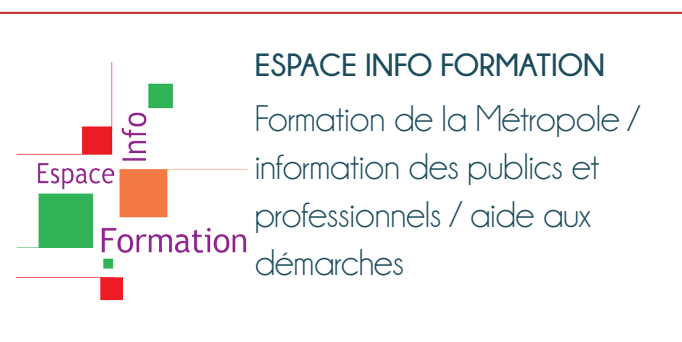 Espace
Info
Formation
ESPACE INFO FORMATION
Formation de la Métropole /
information des publics et
professionnels / aide aux
démarches